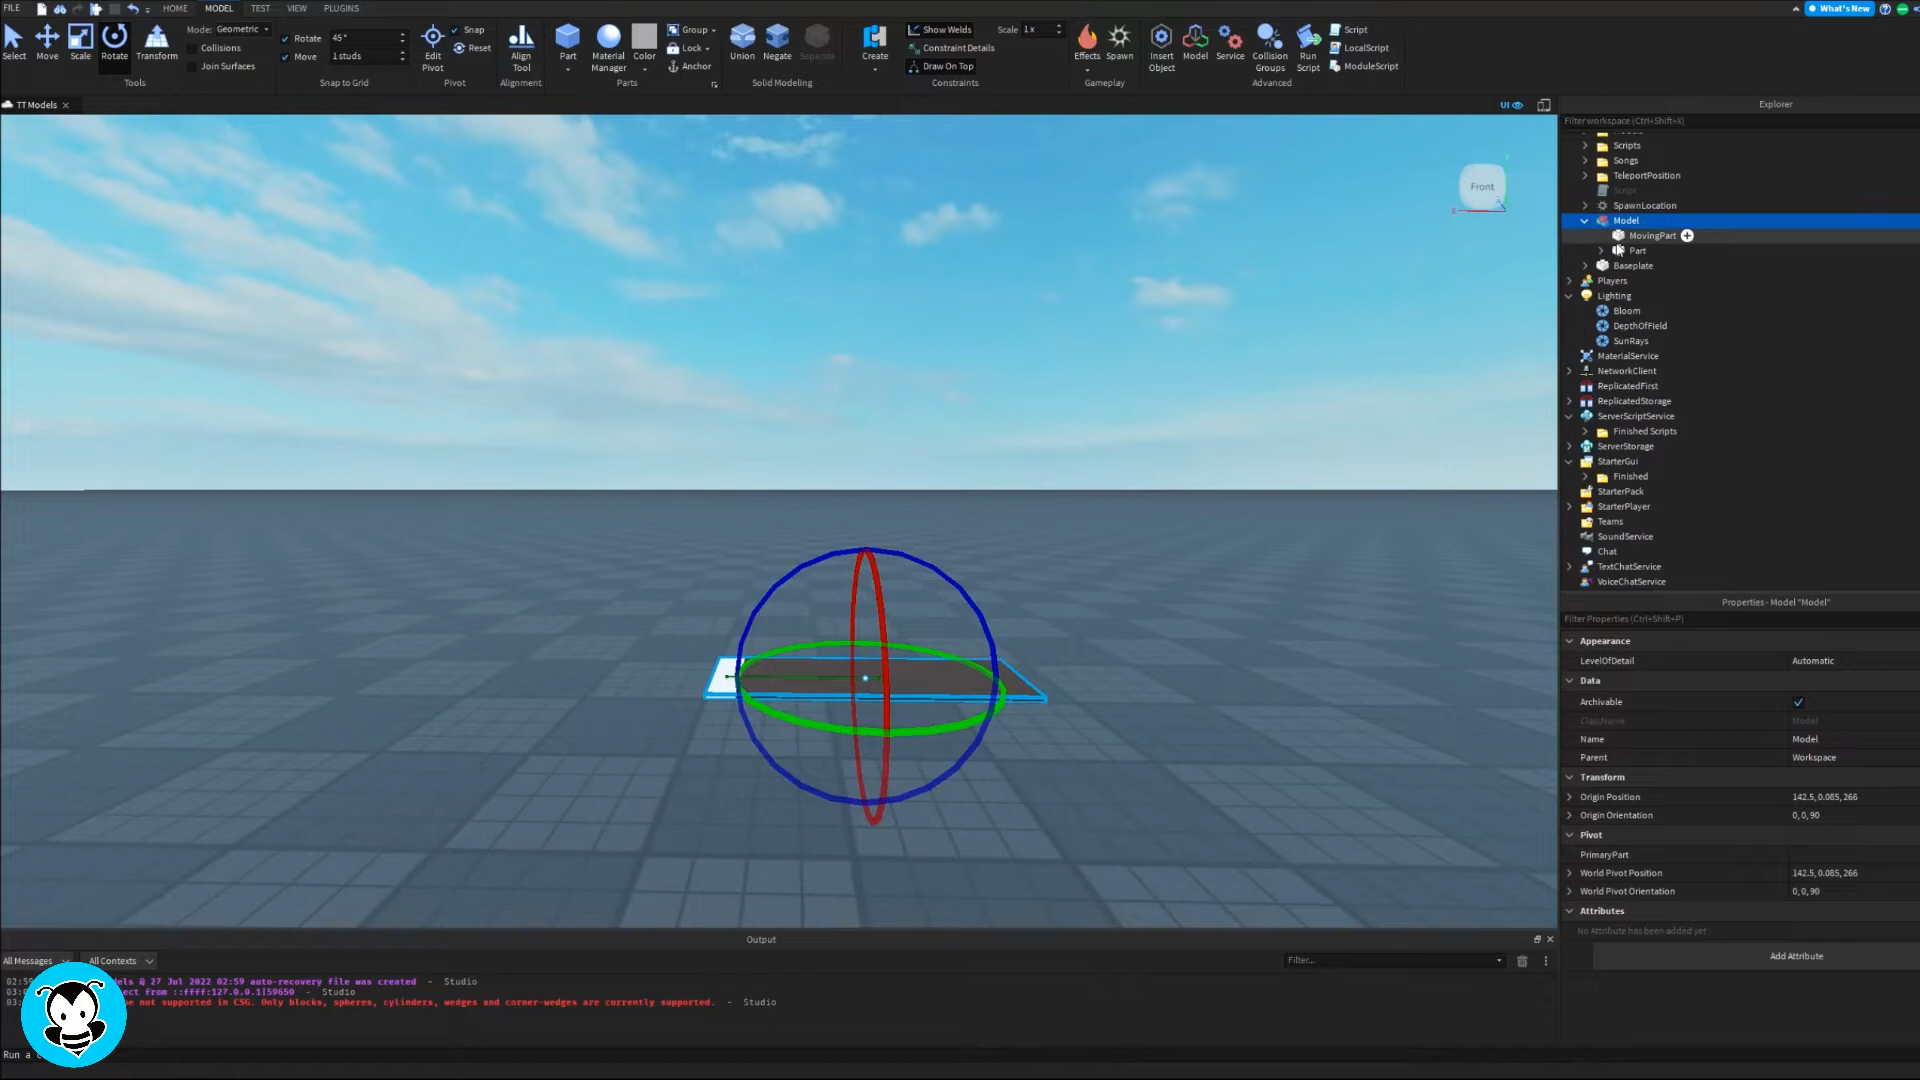 FILE HOME MODEL TEST VIEW PLUGINS What's New
Select Move Scale Rotate Transform
Mode: Geometric
Collisions
Join Surfaces
Tools
Rotate 45°
Move 1 studs
Snap to Grid
Edit Pivot
Snap
Reset
Pivot
Align Tool
Alignment
Part
Material Manager
Color
Group
Lock
Anchor
Parts
Union Negate Separate
Solid Modeling
Create
Show Welds
Constraint Details
Draw On Top
Scale 1x
Constraints
Effects Spawn
Gameplay
Insert Object
Model
Service
Collision Groups
Run Script
Script
LocalScript
ModuleScript
Advanced
TT Models
UI
Front
X
Explorer
Filter workspace (Ctrl+Shift+X)
Scripts
Songs
TeleportPosition
Script
SpawnLocation
Model
MovingPart
Part
Baseplate
Players
Lighting
Bloom
DepthOfField
SunRays
MaterialService
NetworkClient
ReplicatedFirst
ReplicatedStorage
ServerScriptService
Finished Scripts
ServerStorage
StarterGui
Finished
StarterPack
StarterPlayer
Teams
SoundService
Chat
TextChatService
VoiceChatService
Properties - Model "Model"
Filter Properties (Ctrl+Shift+P)
Appearance
LevelOfDetail Automatic
Data
Archivable
ClassName Model
Name Model
Parent Workspace
Transform
Origin Position 142.5, 0.085, 266
Origin Orientation 0, 0, 90
Pivot
PrimaryPart
World Pivot Position 142.5, 0.085, 266
World Pivot Orientation 0, 0, 90
Attributes
No Attribute has been added yet
Add Attribute
Output
All Messages All Contexts Filter...
@ 27 Jul 2022 02:59 auto-recovery file was created - Studio
from ::ffff:127.0.0.1|59650 - Studio
not supported in CSG. Only blocks, spheres, cylinders, wedges and corner-wedges are currently supported. - Studio
Run a